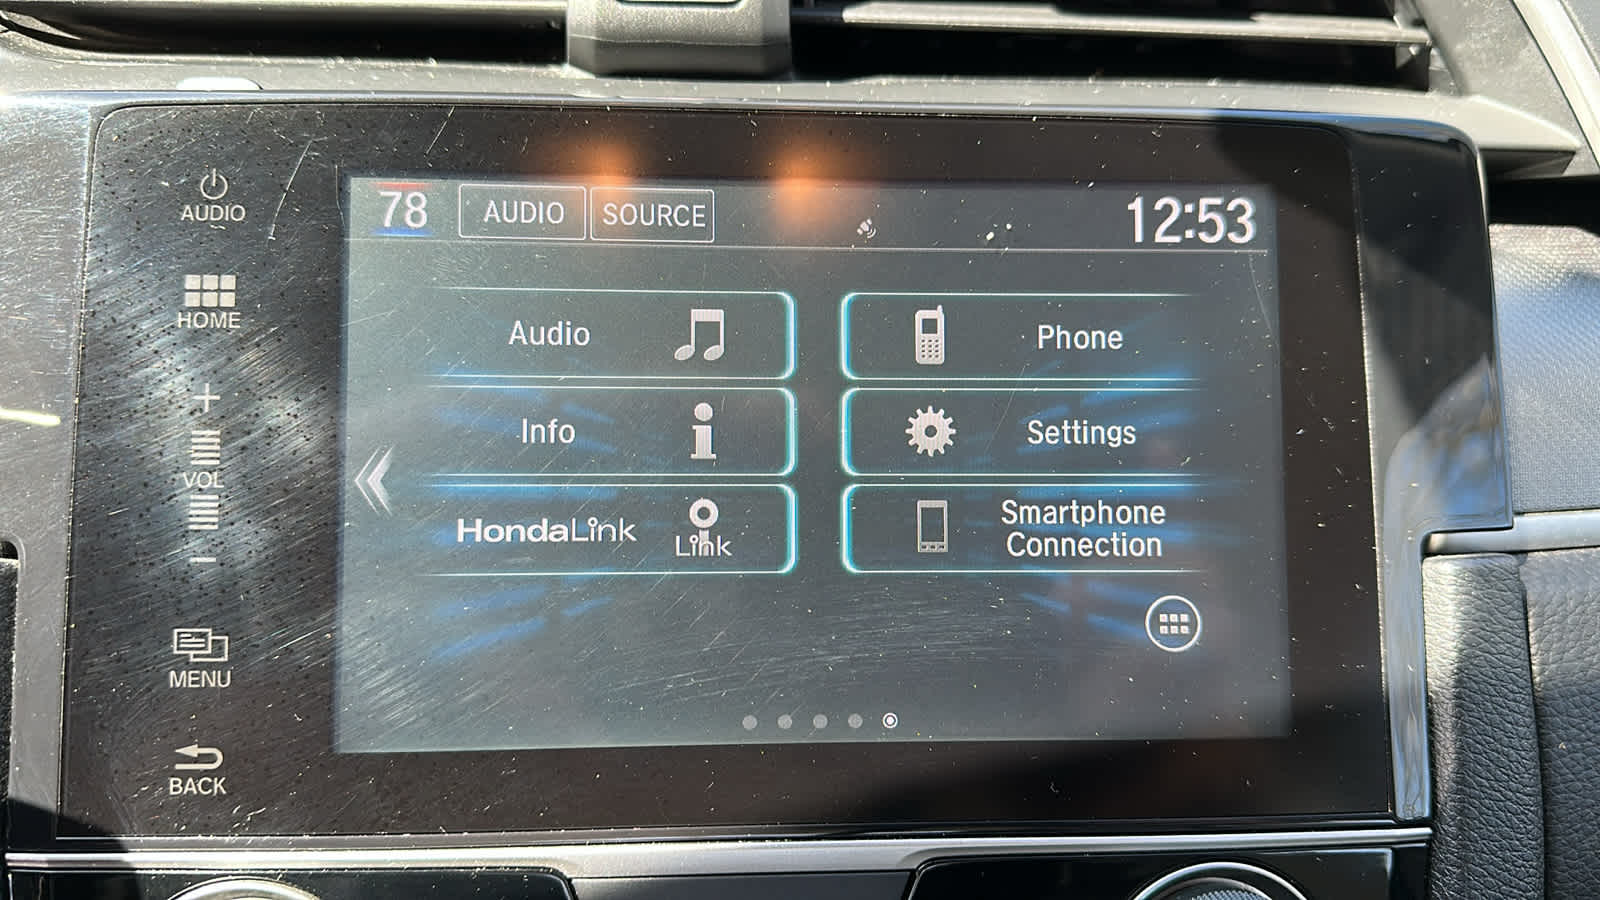 78 AUDIO SOURCE 12:53
AUDIO
HOME
+
VOL
−
MENU
BACK
Audio
Phone
Info
Settings
HondaLink
Link
Smartphone
Connection